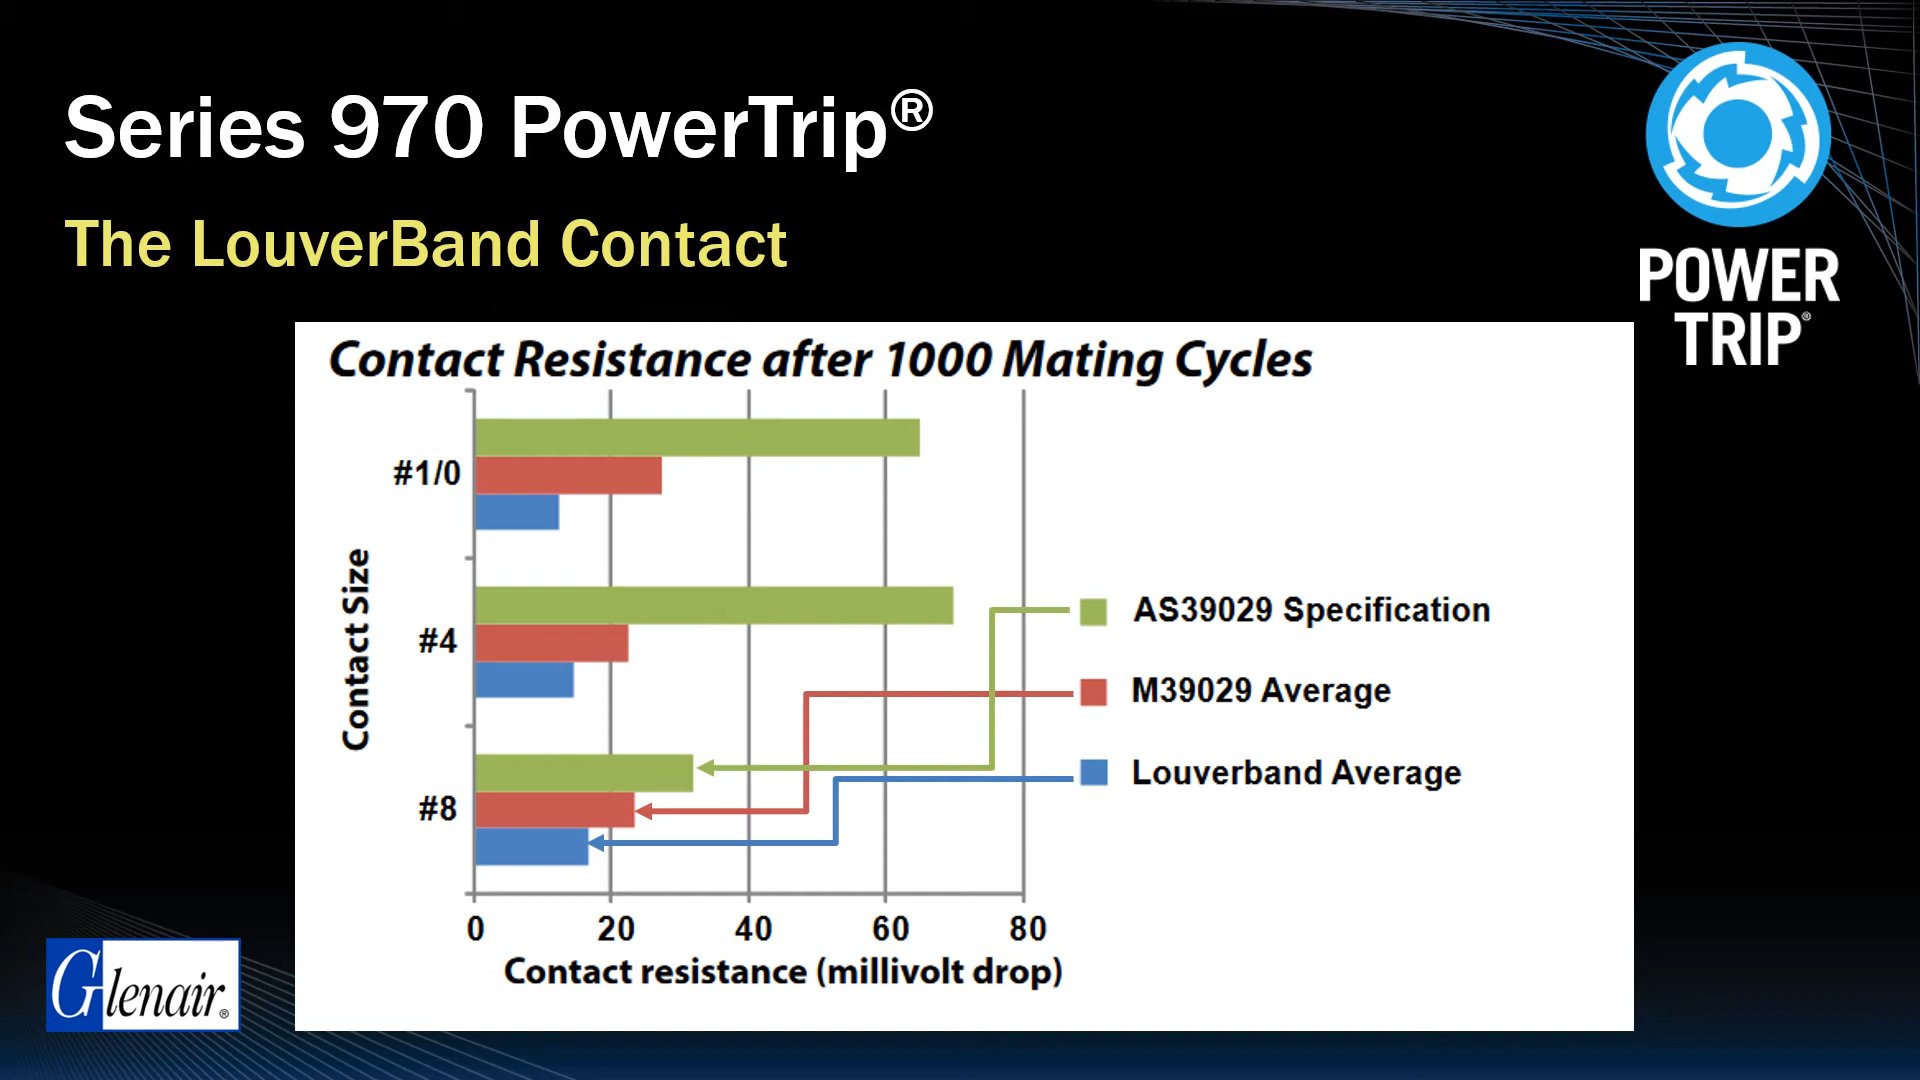 Series 970 PowerTrip®
The LouverBand Contact
POWER
TRIP®
Contact Resistance after 1000 Mating Cycles
Contact Size
#1/0
#4
#8
AS39029 Specification
M39029 Average
Louverband Average
0 20 40 60 80
Contact resistance (millivolt drop)
Glenair®